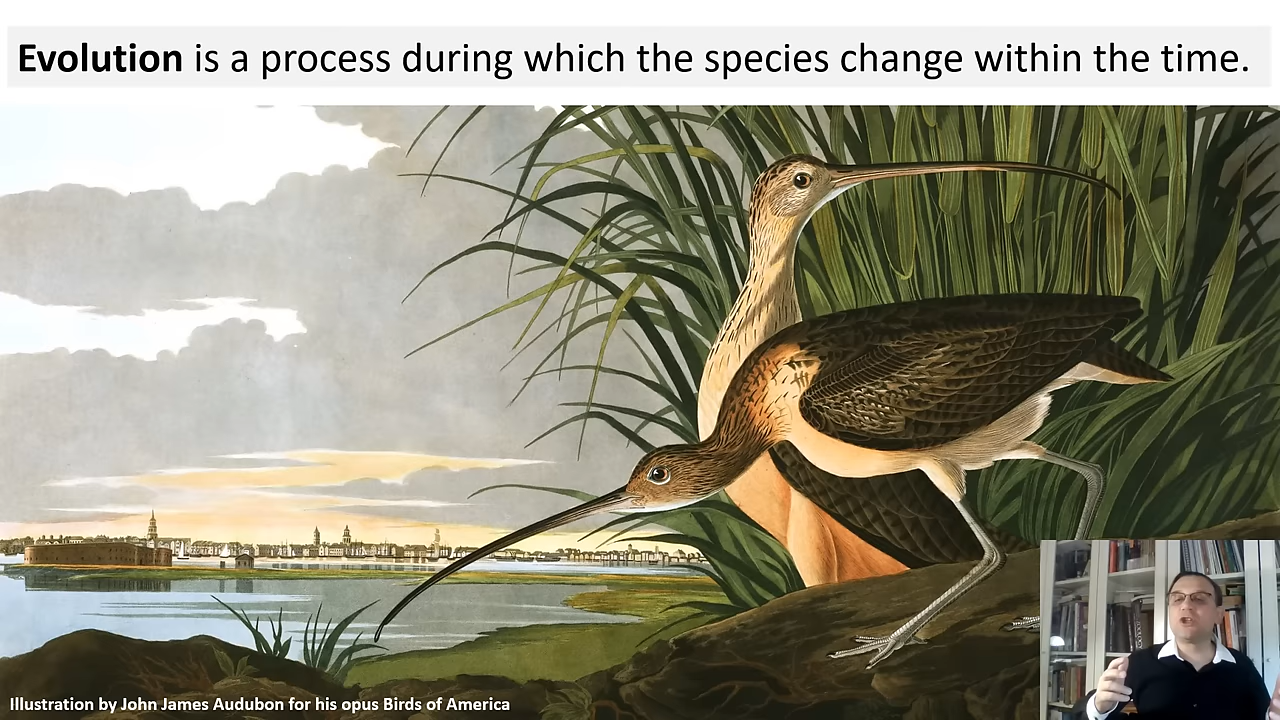 Evolution is a process during which the species change within the time.
Illustration by John James Audubon for his opus Birds of America